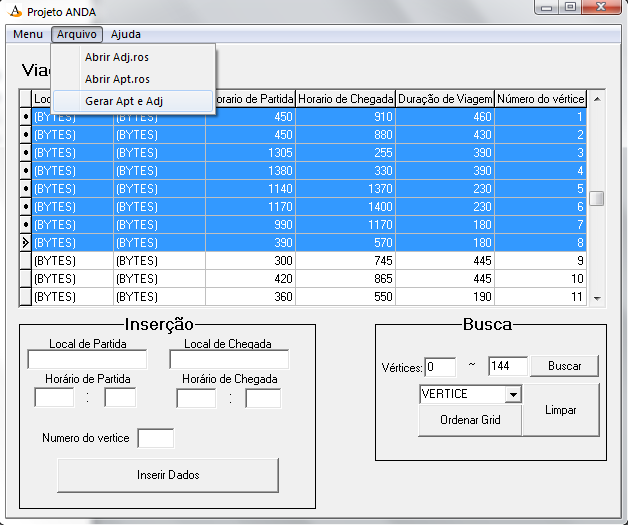 Projeto ANDA
Menu Arquivo Ajuda
Abrir Adj.ros
Abrir Apt.ros
Gerar Apt e Adj
Horario de Partida Horario de Chegada Duração de Viagem Número do vértice
(BYTES) (BYTES) 450 910 460 1
(BYTES) (BYTES) 450 880 430 2
(BYTES) (BYTES) 1305 255 390 3
(BYTES) (BYTES) 1380 330 390 4
(BYTES) (BYTES) 1140 1370 230 5
(BYTES) (BYTES) 1170 1400 230 6
(BYTES) (BYTES) 990 1170 180 7
(BYTES) (BYTES) 390 570 180 8
(BYTES) (BYTES) 300 745 445 9
(BYTES) (BYTES) 420 865 445 10
(BYTES) (BYTES) 360 550 190 11
Inserção
Local de Partida Local de Chegada
Horário de Partida Horário de Chegada
: :
Numero do vertice
Inserir Dados
Busca
Vértices: 0 ~ 144 Buscar
VERTICE
Ordenar Grid Limpar